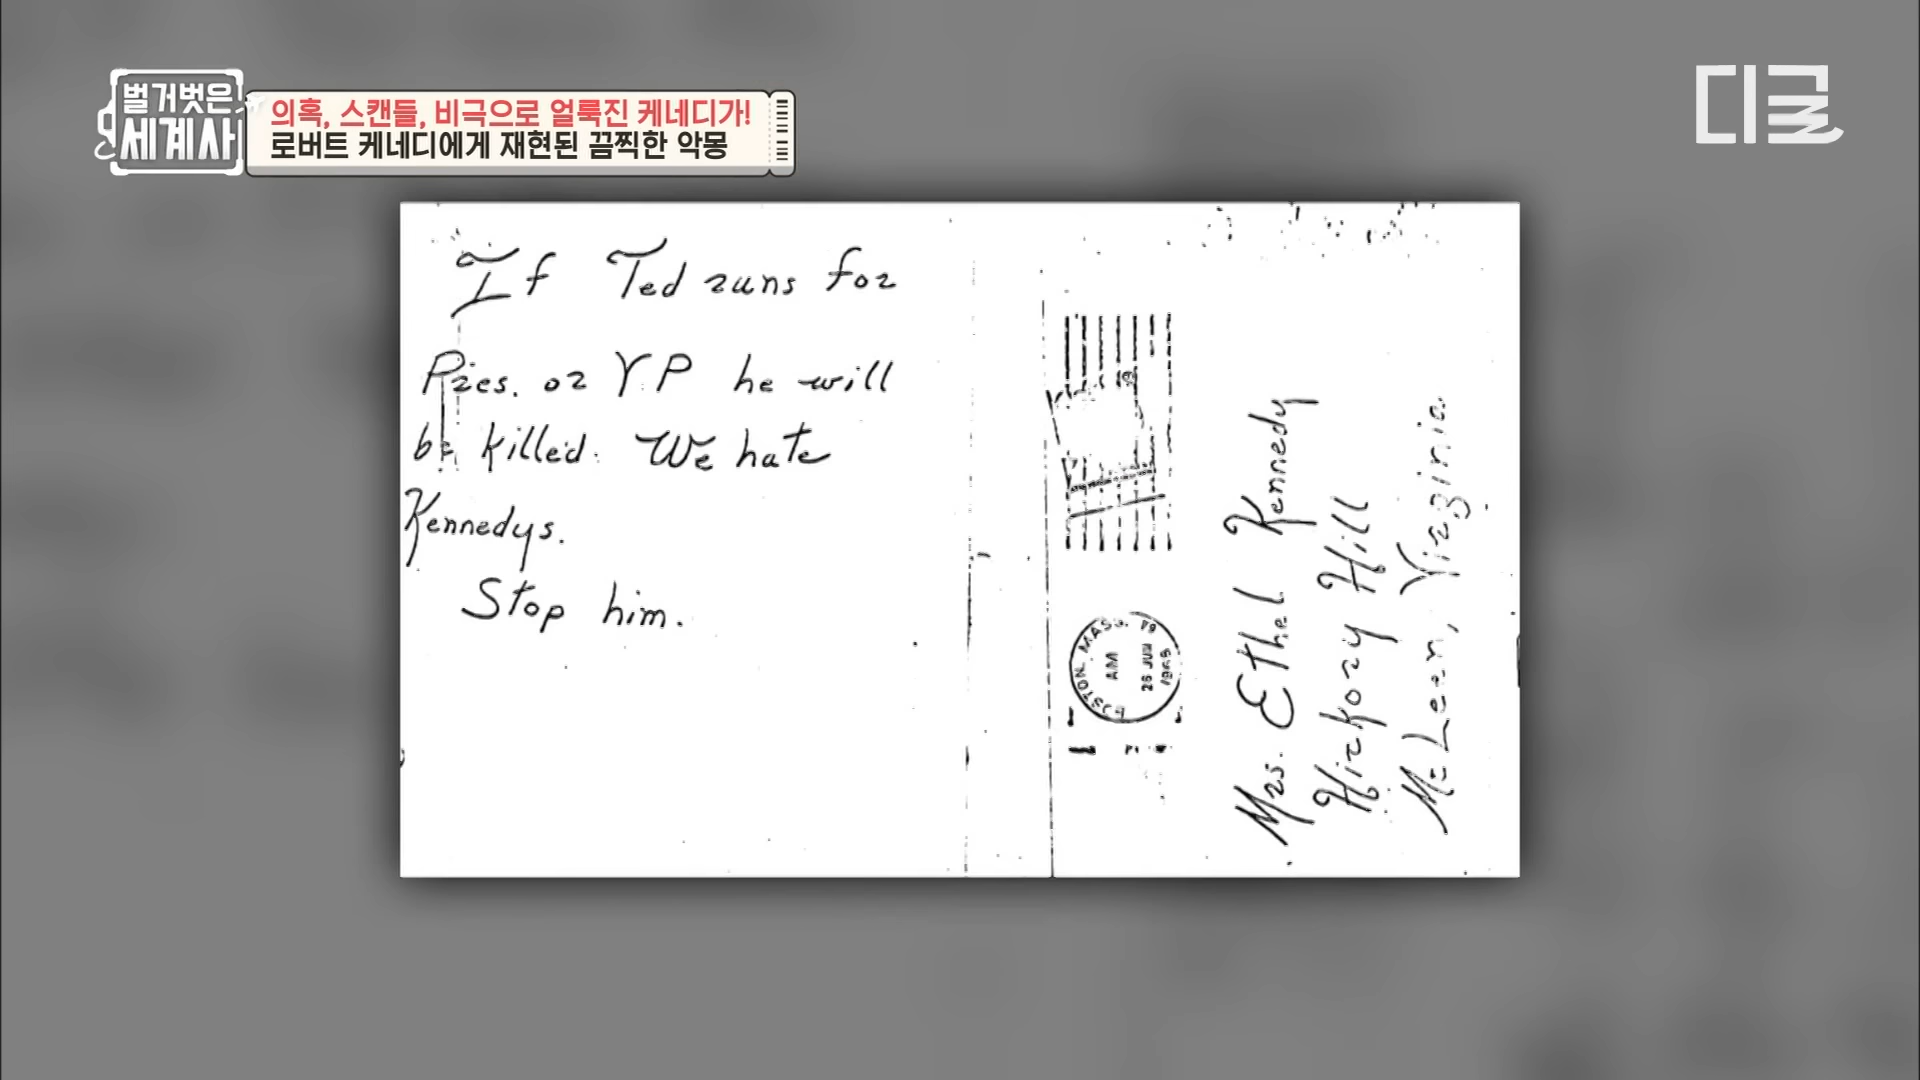 벌거벗은
세계사
의혹, 스캔들, 비극으로 얼룩진 케네디가!
로버트 케네디에게 재현된 끔찍한 악몽
디글
If Ted runs for
Pres. or VP he will
be killed. We hate
Kennedys.
Stop him.
BOSTON, MASS.
AM
26 JUN
1968
Mrs. Ethel Kennedy
Hickory Hill
McLean, Virginia